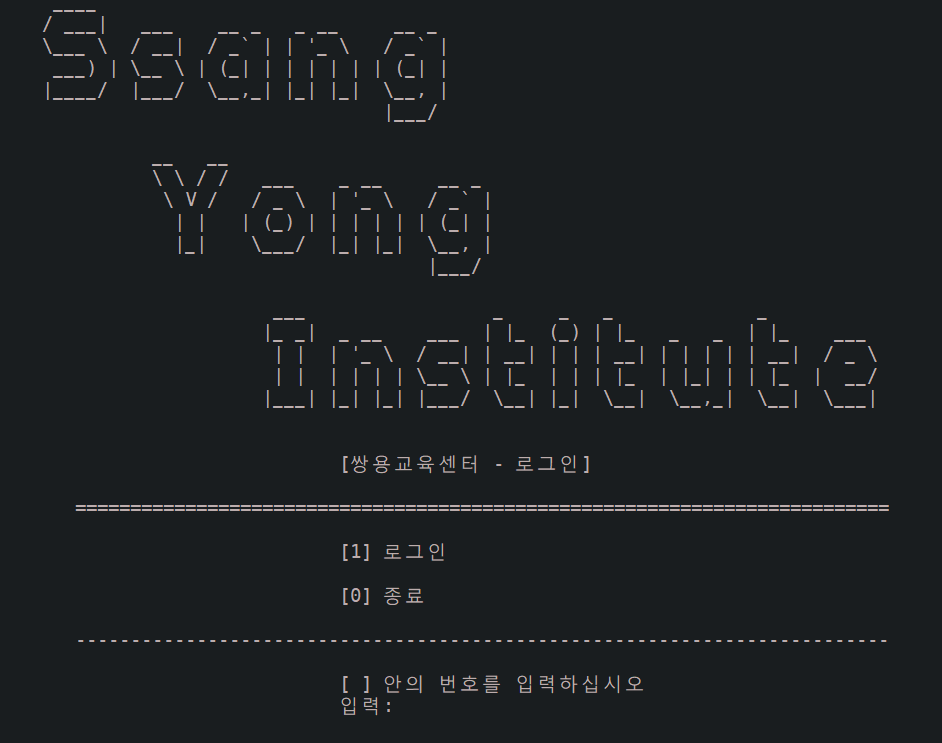 Ssang
Yong
Institute
[쌍용교육센터 - 로그인]
[1] 로그인
[0] 종료
[ ] 안의 번호를 입력하십시오
입력: